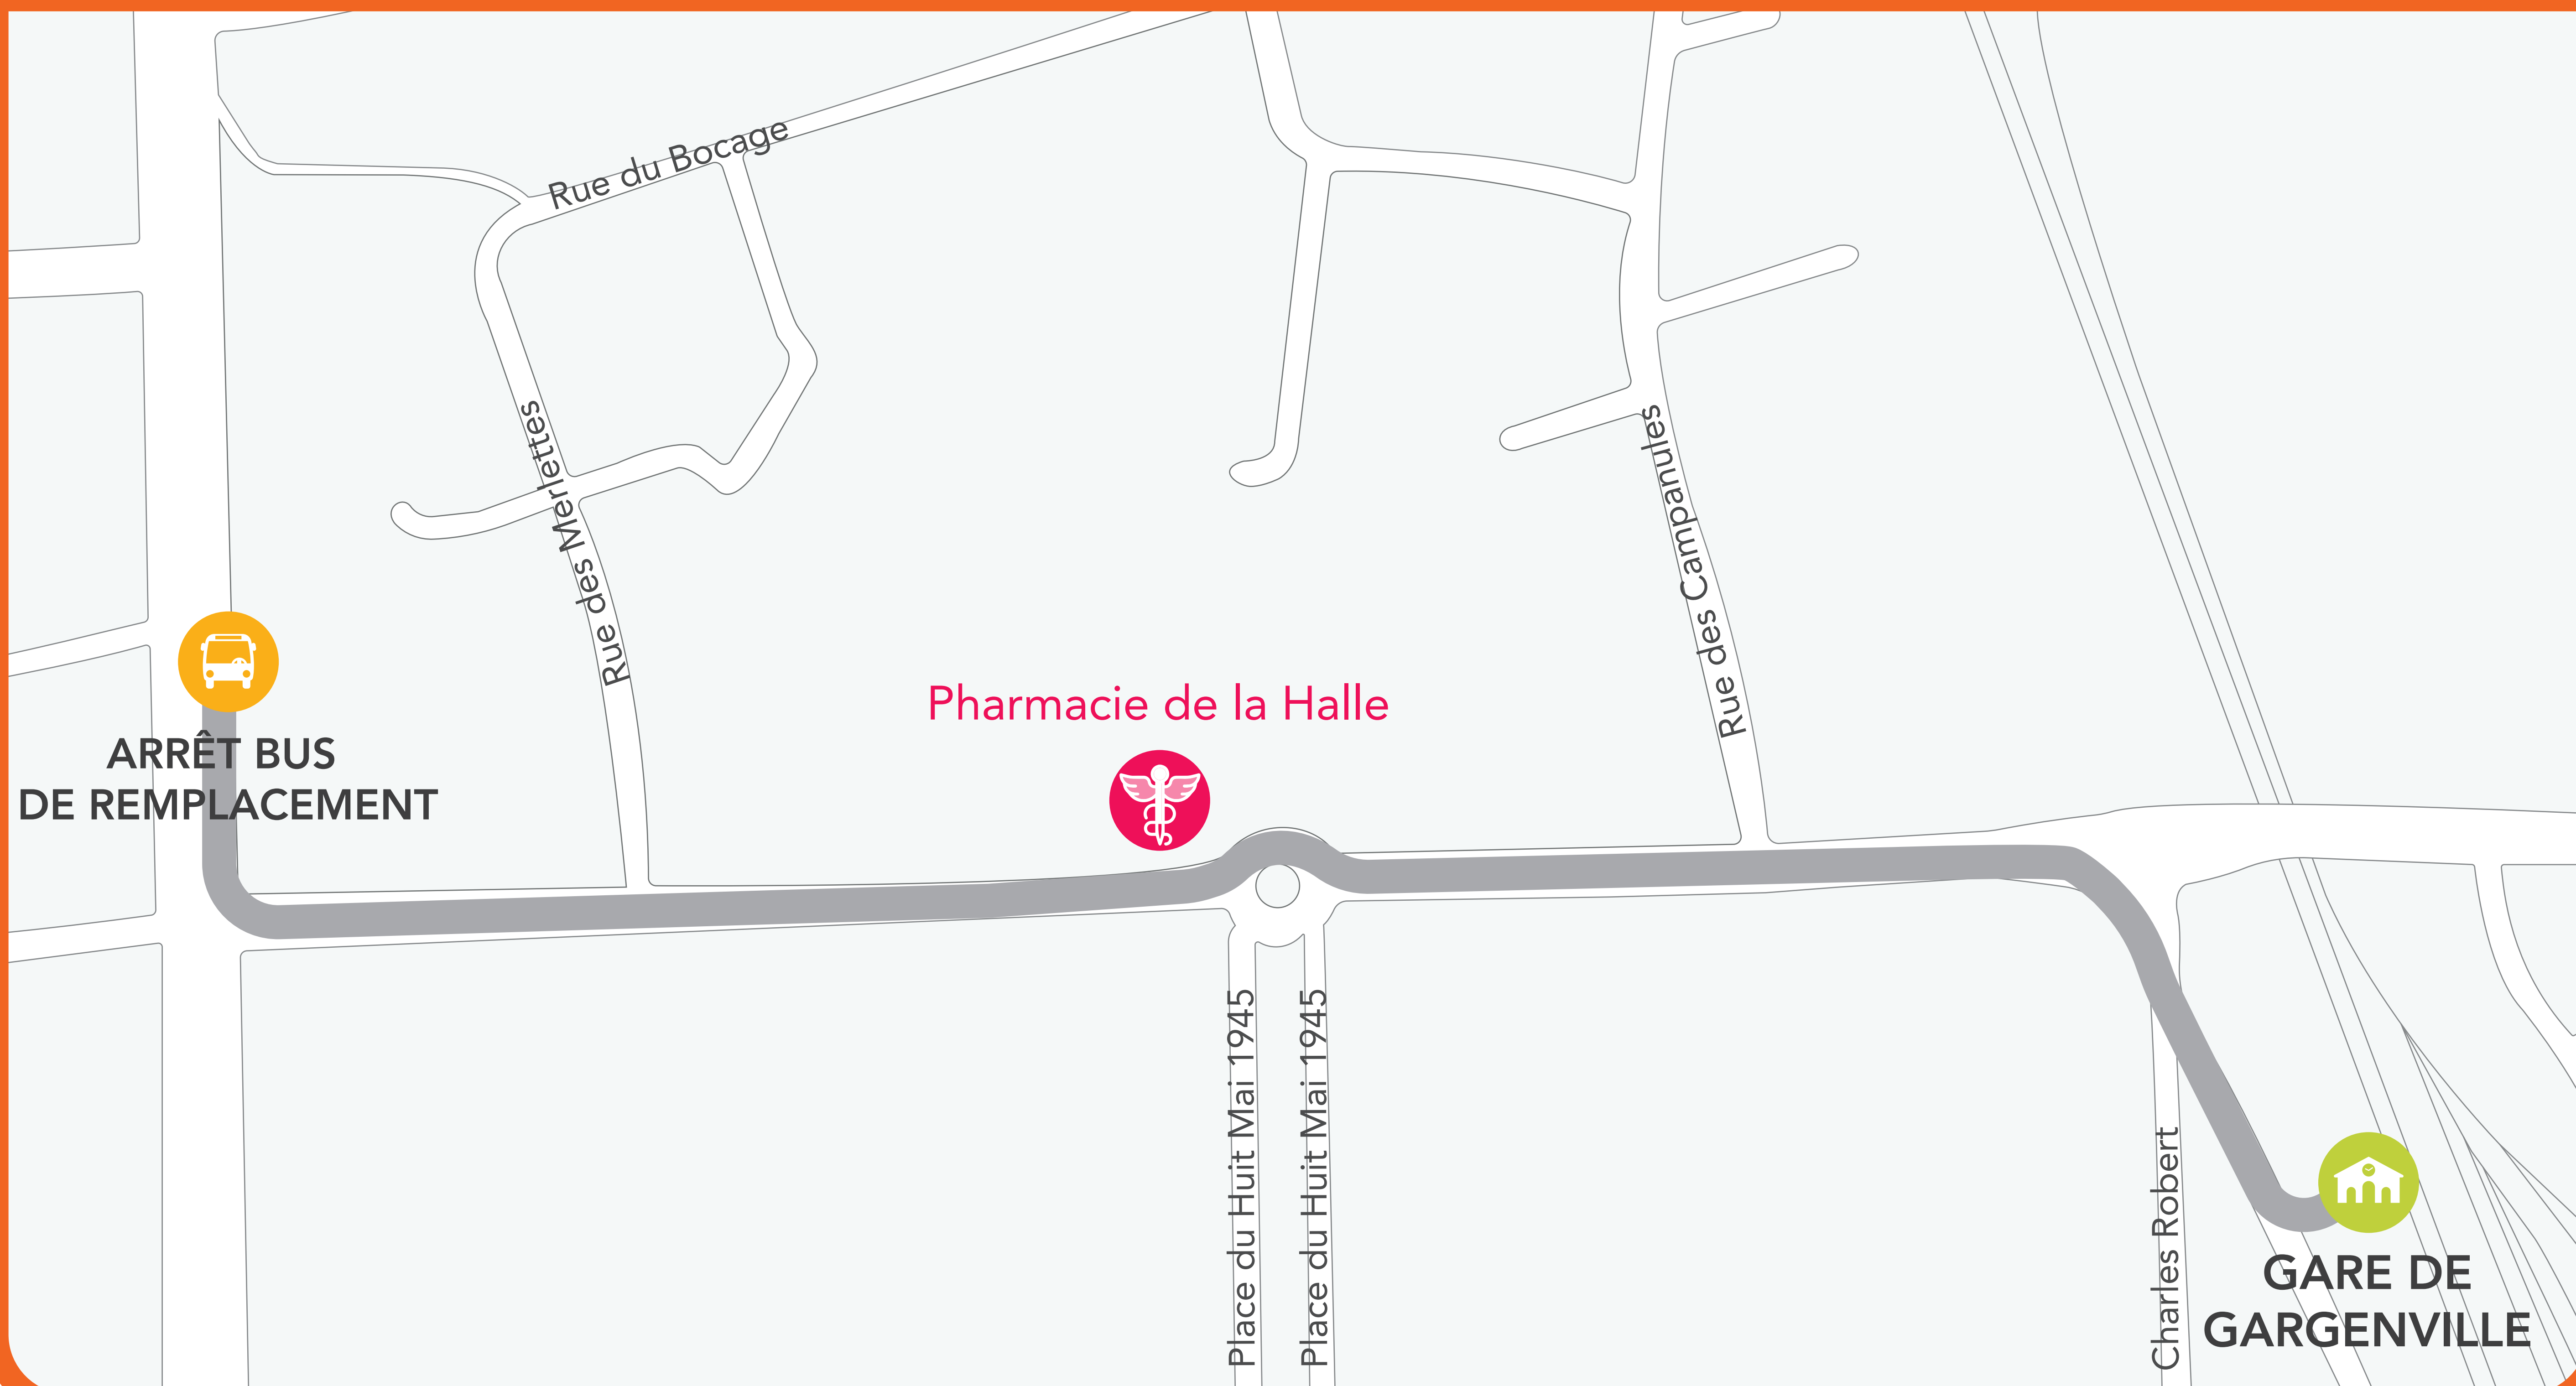 Rue du Bocage
Rue des Merlettes
Rue des Campanules
Pharmacie de la Halle
ARRÊT BUS
DE REMPLACEMENT
Place du Huit Mai 1945
Place du Huit Mai 1945
Charles Robert
GARE DE
GARGENVILLE